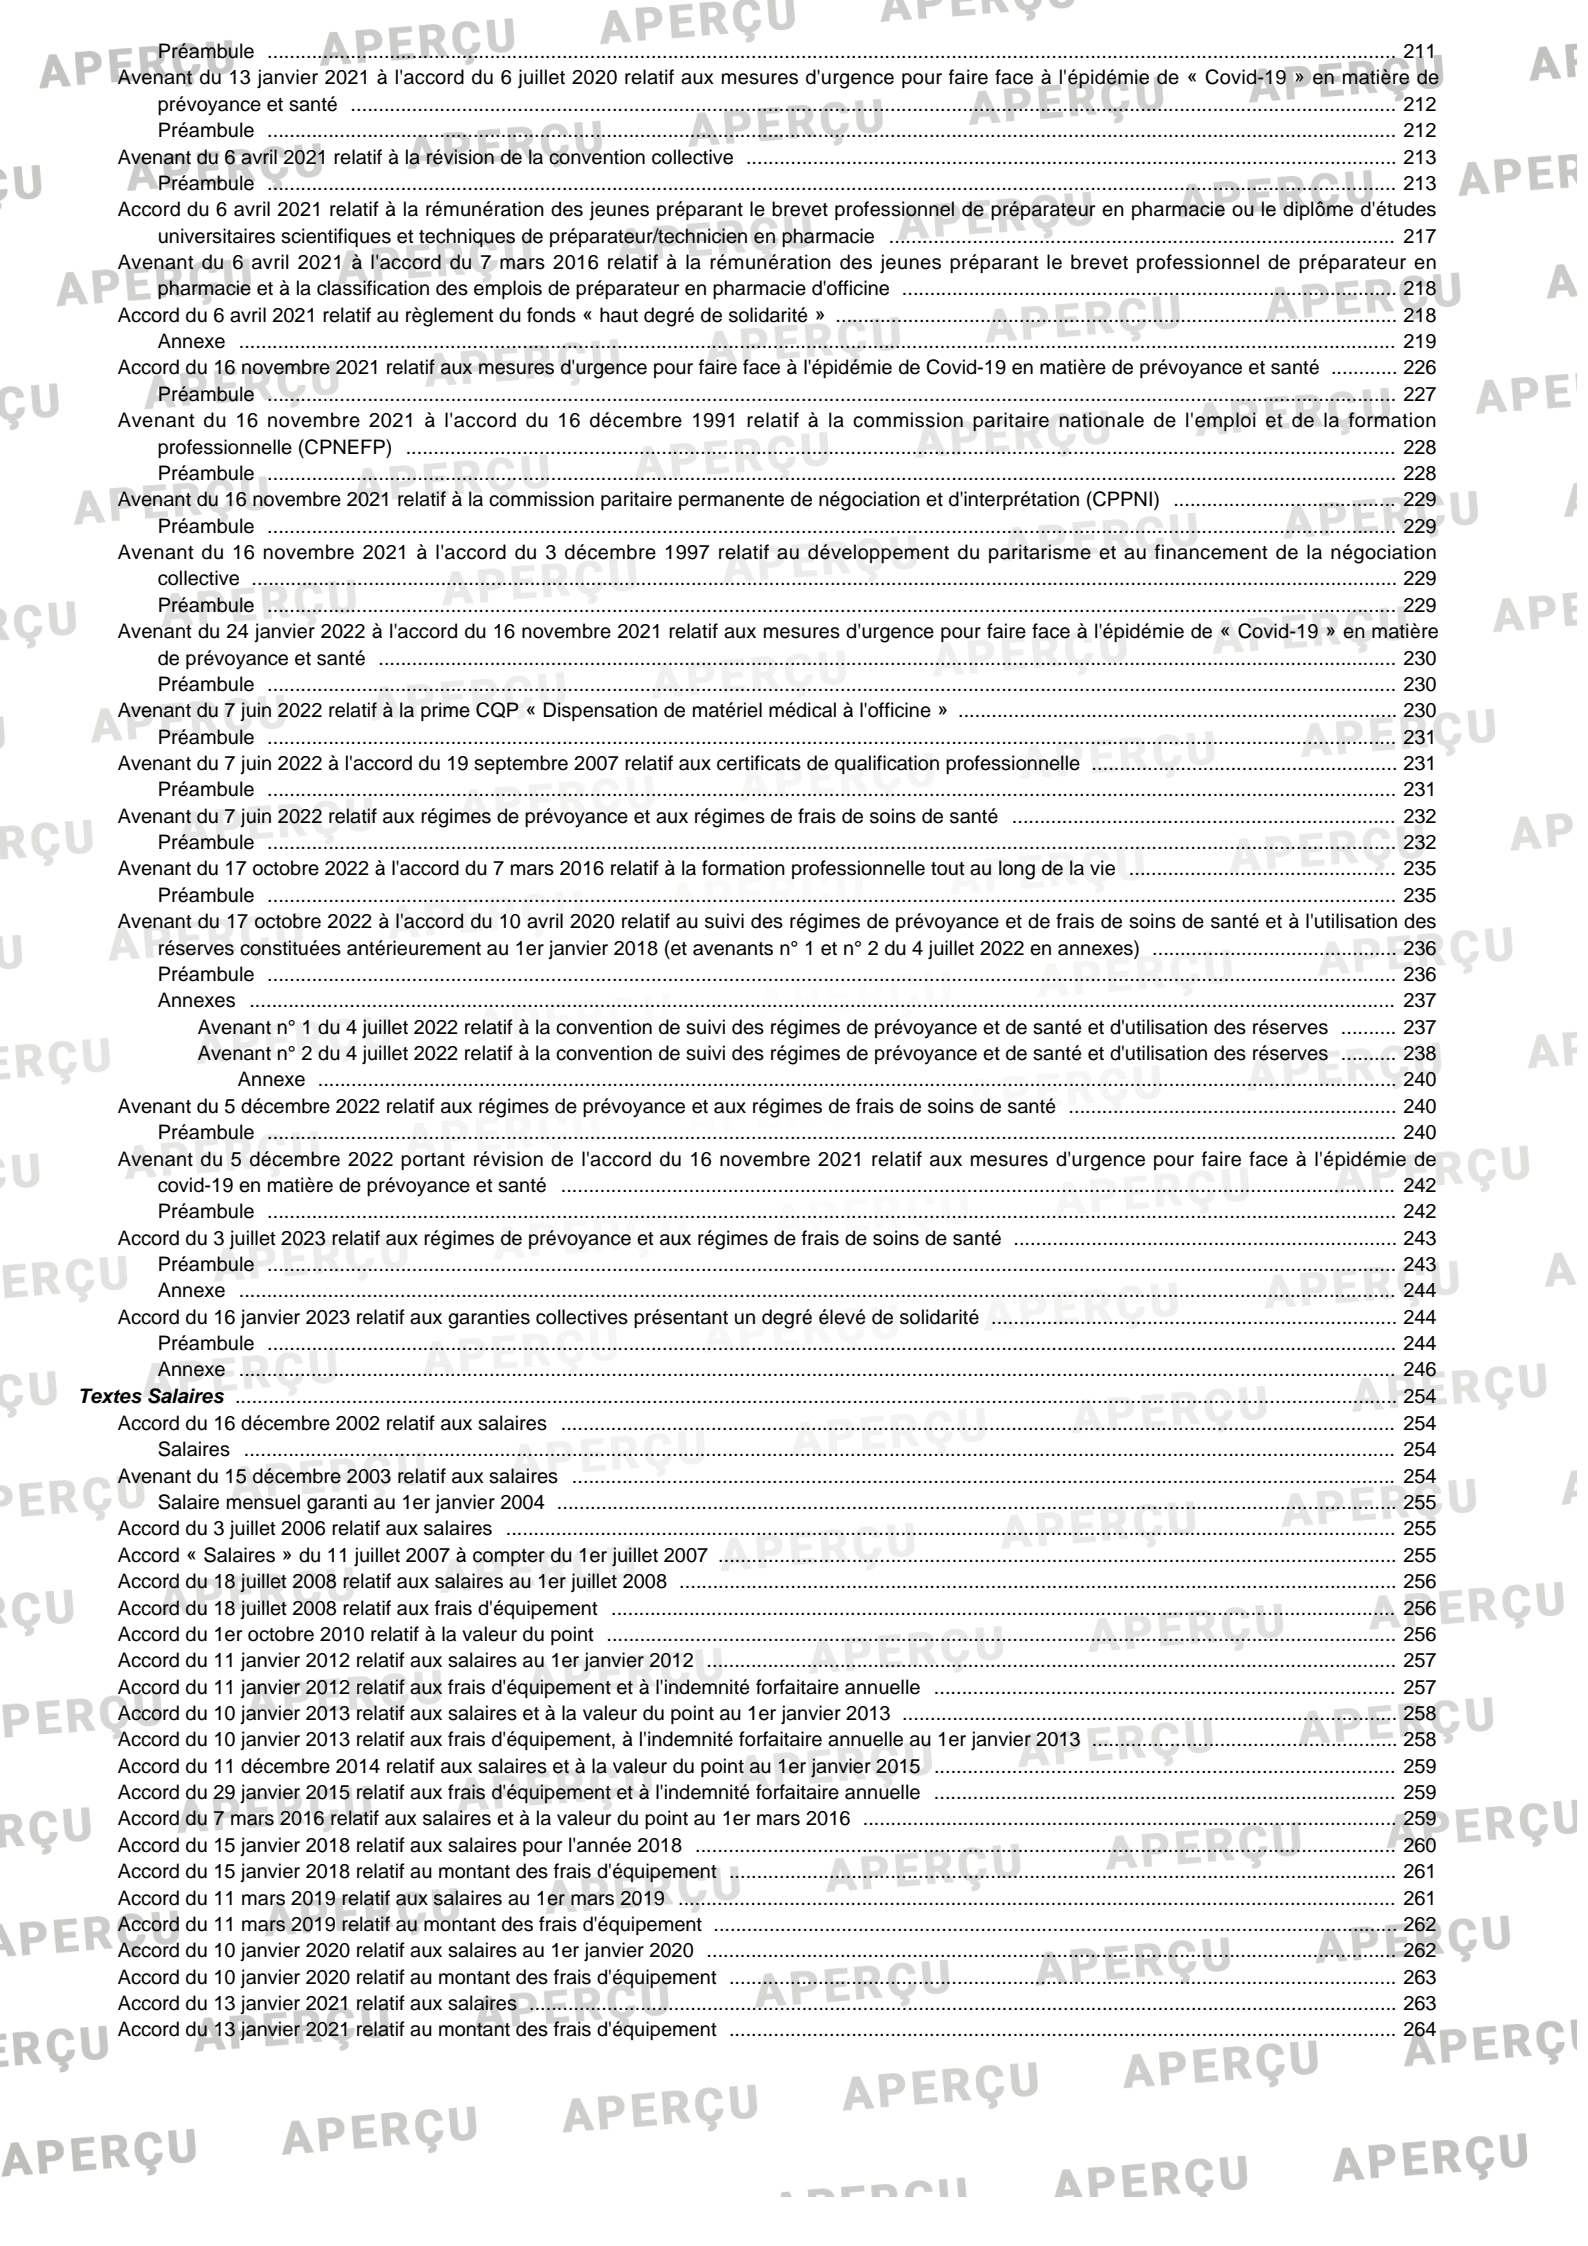 Préambule ........ 211
Avenant du 13 janvier 2021 à l'accord du 6 juillet 2020 relatif aux mesures d'urgence pour faire face à l'épidémie de « Covid-19 » en matière de
prévoyance et santé ........ 212
Préambule ........ 212
Avenant du 6 avril 2021 relatif à la révision de la convention collective ........ 213
Préambule ........ 213
Accord du 6 avril 2021 relatif à la rémunération des jeunes préparant le brevet professionnel de préparateur en pharmacie ou le diplôme d'études
universitaires scientifiques et techniques de préparateur/technicien en pharmacie ........ 217
Avenant du 6 avril 2021 à l'accord du 7 mars 2016 relatif à la rémunération des jeunes préparant le brevet professionnel de préparateur en
pharmacie et à la classification des emplois de préparateur en pharmacie d'officine ........ 218
Accord du 6 avril 2021 relatif au règlement du fonds « haut degré de solidarité » ........ 218
Annexe ........ 219
Accord du 16 novembre 2021 relatif aux mesures d'urgence pour faire face à l'épidémie de Covid-19 en matière de prévoyance et santé ........ 226
Préambule ........ 227
Avenant du 16 novembre 2021 à l'accord du 16 décembre 1991 relatif à la commission paritaire nationale de l'emploi et de la formation
professionnelle (CPNEFP) ........ 228
Préambule ........ 228
Avenant du 16 novembre 2021 relatif à la commission paritaire permanente de négociation et d'interprétation (CPPNI) ........ 229
Préambule ........ 229
Avenant du 16 novembre 2021 à l'accord du 3 décembre 1997 relatif au développement du paritarisme et au financement de la négociation
collective ........ 229
Préambule ........ 229
Avenant du 24 janvier 2022 à l'accord du 16 novembre 2021 relatif aux mesures d'urgence pour faire face à l'épidémie de « Covid-19 » en matière
de prévoyance et santé ........ 230
Préambule ........ 230
Avenant du 7 juin 2022 relatif à la prime CQP « Dispensation de matériel médical à l'officine » ........ 230
Préambule ........ 231
Avenant du 7 juin 2022 à l'accord du 19 septembre 2007 relatif aux certificats de qualification professionnelle ........ 231
Préambule ........ 231
Avenant du 7 juin 2022 relatif aux régimes de prévoyance et aux régimes de frais de soins de santé ........ 232
Préambule ........ 232
Avenant du 17 octobre 2022 à l'accord du 7 mars 2016 relatif à la formation professionnelle tout au long de la vie ........ 235
Préambule ........ 235
Avenant du 17 octobre 2022 à l'accord du 10 avril 2020 relatif au suivi des régimes de prévoyance et de frais de soins de santé et à l'utilisation des
réserves constituées antérieurement au 1er janvier 2018 (et avenants n° 1 et n° 2 du 4 juillet 2022 en annexes) ........ 236
Préambule ........ 236
Annexes ........ 237
Avenant n° 1 du 4 juillet 2022 relatif à la convention de suivi des régimes de prévoyance et de santé et d'utilisation des réserves ........ 237
Avenant n° 2 du 4 juillet 2022 relatif à la convention de suivi des régimes de prévoyance et de santé et d'utilisation des réserves ........ 238
Annexe ........ 240
Avenant du 5 décembre 2022 relatif aux régimes de prévoyance et aux régimes de frais de soins de santé ........ 240
Préambule ........ 240
Avenant du 5 décembre 2022 portant révision de l'accord du 16 novembre 2021 relatif aux mesures d'urgence pour faire face à l'épidémie de
covid-19 en matière de prévoyance et santé ........ 242
Préambule ........ 242
Accord du 3 juillet 2023 relatif aux régimes de prévoyance et aux régimes de frais de soins de santé ........ 243
Préambule ........ 243
Annexe ........ 244
Accord du 16 janvier 2023 relatif aux garanties collectives présentant un degré élevé de solidarité ........ 244
Préambule ........ 244
Annexe ........ 246
Textes Salaires ........ 254
Accord du 16 décembre 2002 relatif aux salaires ........ 254
Salaires ........ 254
Avenant du 15 décembre 2003 relatif aux salaires ........ 254
Salaire mensuel garanti au 1er janvier 2004 ........ 255
Accord du 3 juillet 2006 relatif aux salaires ........ 255
Accord « Salaires » du 11 juillet 2007 à compter du 1er juillet 2007 ........ 255
Accord du 18 juillet 2008 relatif aux salaires au 1er juillet 2008 ........ 256
Accord du 18 juillet 2008 relatif aux frais d'équipement ........ 256
Accord du 1er octobre 2010 relatif à la valeur du point ........ 256
Accord du 11 janvier 2012 relatif aux salaires au 1er janvier 2012 ........ 257
Accord du 11 janvier 2012 relatif aux frais d'équipement et à l'indemnité forfaitaire annuelle ........ 257
Accord du 10 janvier 2013 relatif aux salaires et à la valeur du point au 1er janvier 2013 ........ 258
Accord du 10 janvier 2013 relatif aux frais d'équipement, à l'indemnité forfaitaire annuelle au 1er janvier 2013 ........ 258
Accord du 11 décembre 2014 relatif aux salaires et à la valeur du point au 1er janvier 2015 ........ 259
Accord du 29 janvier 2015 relatif aux frais d'équipement et à l'indemnité forfaitaire annuelle ........ 259
Accord du 7 mars 2016 relatif aux salaires et à la valeur du point au 1er mars 2016 ........ 259
Accord du 15 janvier 2018 relatif aux salaires pour l'année 2018 ........ 260
Accord du 15 janvier 2018 relatif au montant des frais d'équipement ........ 261
Accord du 11 mars 2019 relatif aux salaires au 1er mars 2019 ........ 261
Accord du 11 mars 2019 relatif au montant des frais d'équipement ........ 262
Accord du 10 janvier 2020 relatif aux salaires au 1er janvier 2020 ........ 262
Accord du 10 janvier 2020 relatif au montant des frais d'équipement ........ 263
Accord du 13 janvier 2021 relatif aux salaires ........ 263
Accord du 13 janvier 2021 relatif au montant des frais d'équipement ........ 264
APERÇU